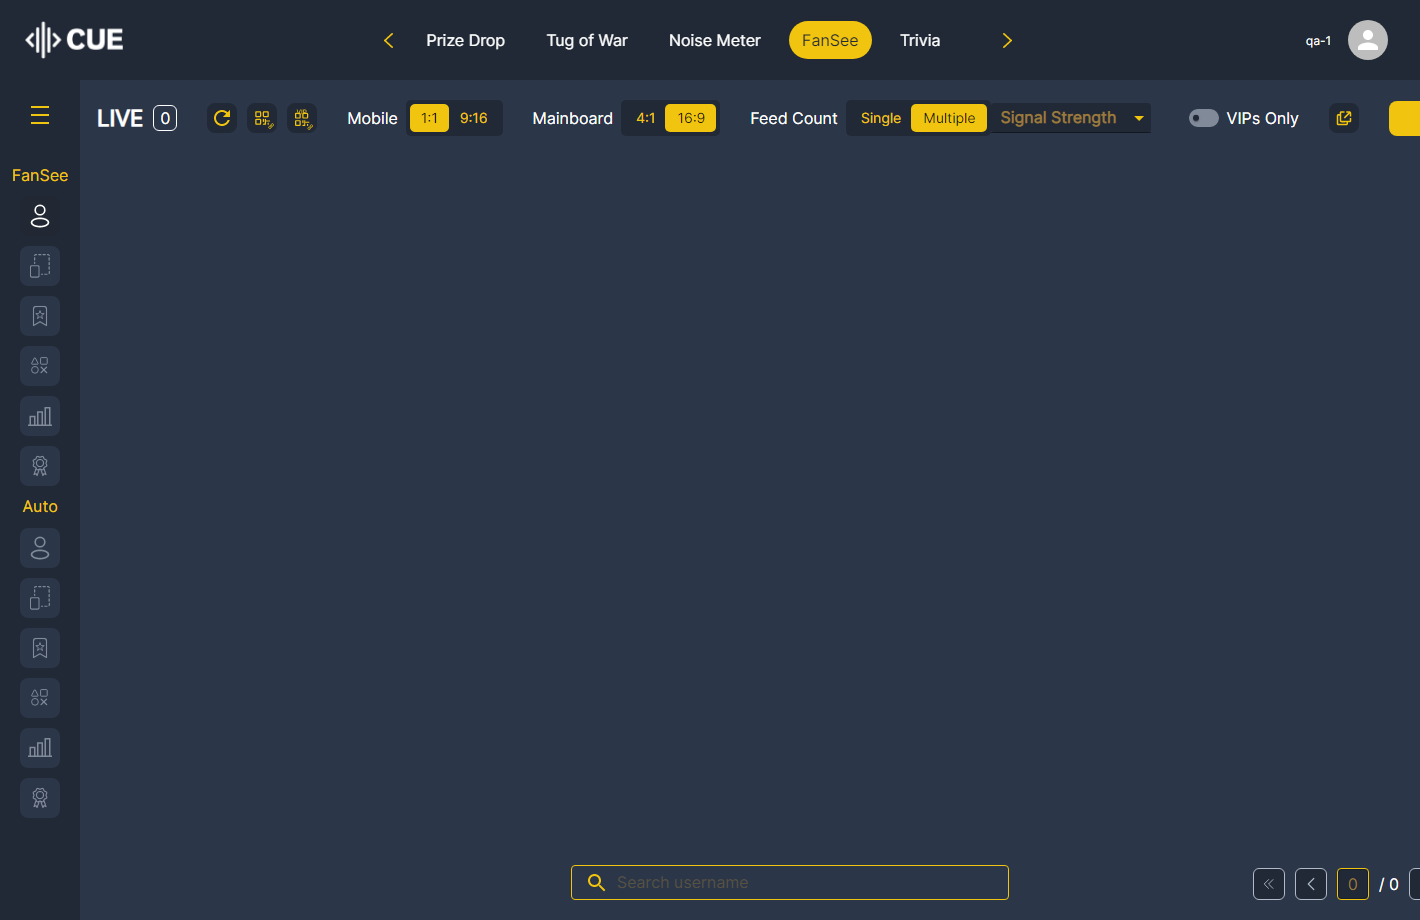 CUE
Prize Drop
Tug of War
Noise Meter
FanSee
Trivia
qa-1
LIVE 0
Mobile 1:1 9:16
Mainboard 4:1 16:9
Feed Count Single Multiple
Signal Strength
VIPs Only
FanSee
Auto
Search username
0 / 0